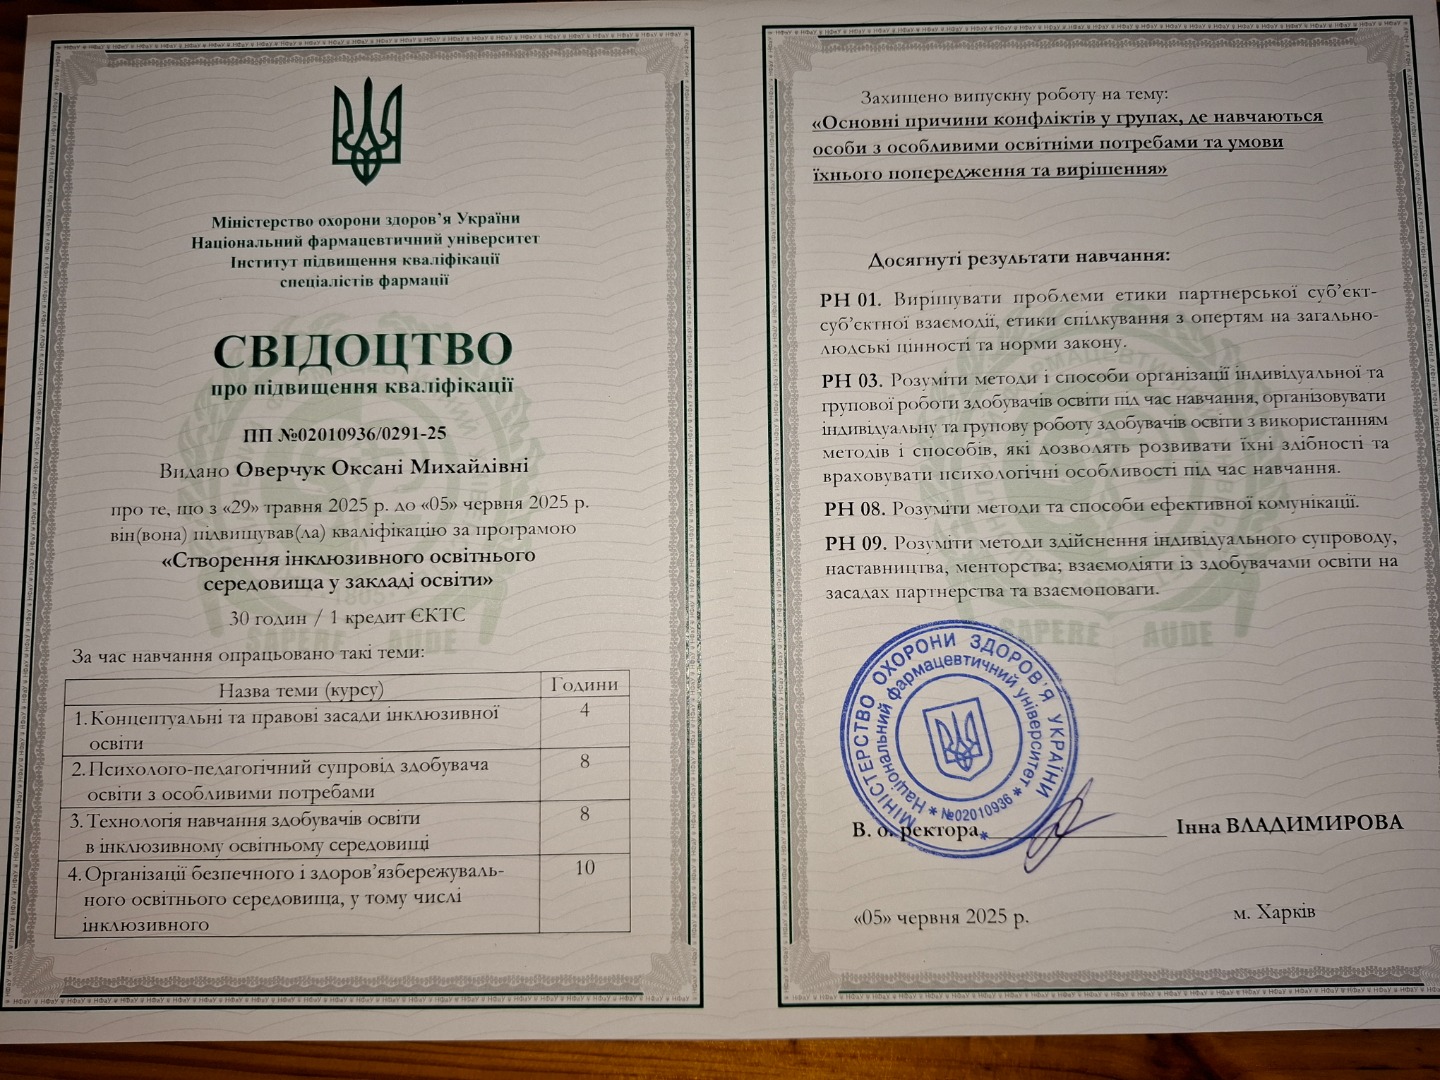 Міністерство охорони здоров'я України
Національний фармацевтичний університет
Інститут підвищення кваліфікації
спеціалістів фармації
СВІДОЦТВО
про підвищення кваліфікації
ПП №02010936/0291-25
Видано Оверчук Оксані Михайлівні
про те, що з «29» травня 2025 р. до «05» червня 2025 р.
він(вона) підвищував(ла) кваліфікацію за програмою
«Створення інклюзивного освітнього
середовища у закладі освіти»
30 годин / 1 кредит ЄКТС
За час навчання опрацьовано такі теми:
Назва теми (курсу) Години
1. Концептуальні та правові засади інклюзивної 4
освіти
2. Психолого-педагогічний супровід здобувача 8
освіти з особливими потребами
3. Технологія навчання здобувачів освіти 8
в інклюзивному освітньому середовищі
4. Організації безпечного і здоров'язбережуваль- 10
ного освітнього середовища, у тому числі
інклюзивного
Захищено випускну роботу на тему:
«Основні причини конфліктів у групах, де навчаються
особи з особливими освітніми потребами та умови
їхнього попередження та вирішення»
Досягнуті результати навчання:
РН 01. Вирішувати проблеми етики партнерської суб'єкт-
суб'єктної взаємодії, етики спілкування з опертям на загально-
людські цінності та норми закону.
РН 03. Розуміти методи і способи організації індивідуальної та
групової роботи здобувачів освіти під час навчання, організовувати
індивідуальну та групову роботу здобувачів освіти з використанням
методів і способів, які дозволять розвивати їхні здібності та
враховувати психологічні особливості під час навчання.
РН 08. Розуміти методи та способи ефективної комунікації.
РН 09. Розуміти методи здійснення індивідуального супроводу,
наставництва, менторства; взаємодіяти із здобувачами освіти на
засадах партнерства та взаємоповаги.
SAPERE AUDE
МІНІСТЕРСТВО ОХОРОНИ ЗДОРОВ'Я УКРАЇНИ
Національний фармацевтичний університет
№02010936
В. о. ректора Інна ВЛАДИМИРОВА
«05» червня 2025 р. м. Харків